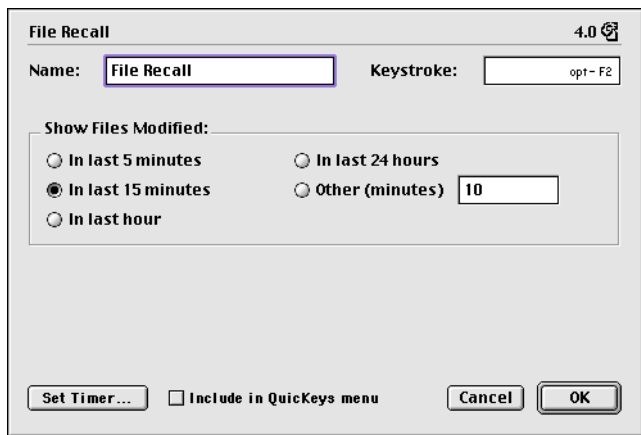 File Recall 4.0
Name: File Recall Keystroke: opt-F2
Show Files Modified:
In last 5 minutes In last 24 hours
In last 15 minutes Other (minutes) 10
In last hour
Set Timer... Include in QuicKeys menu Cancel OK